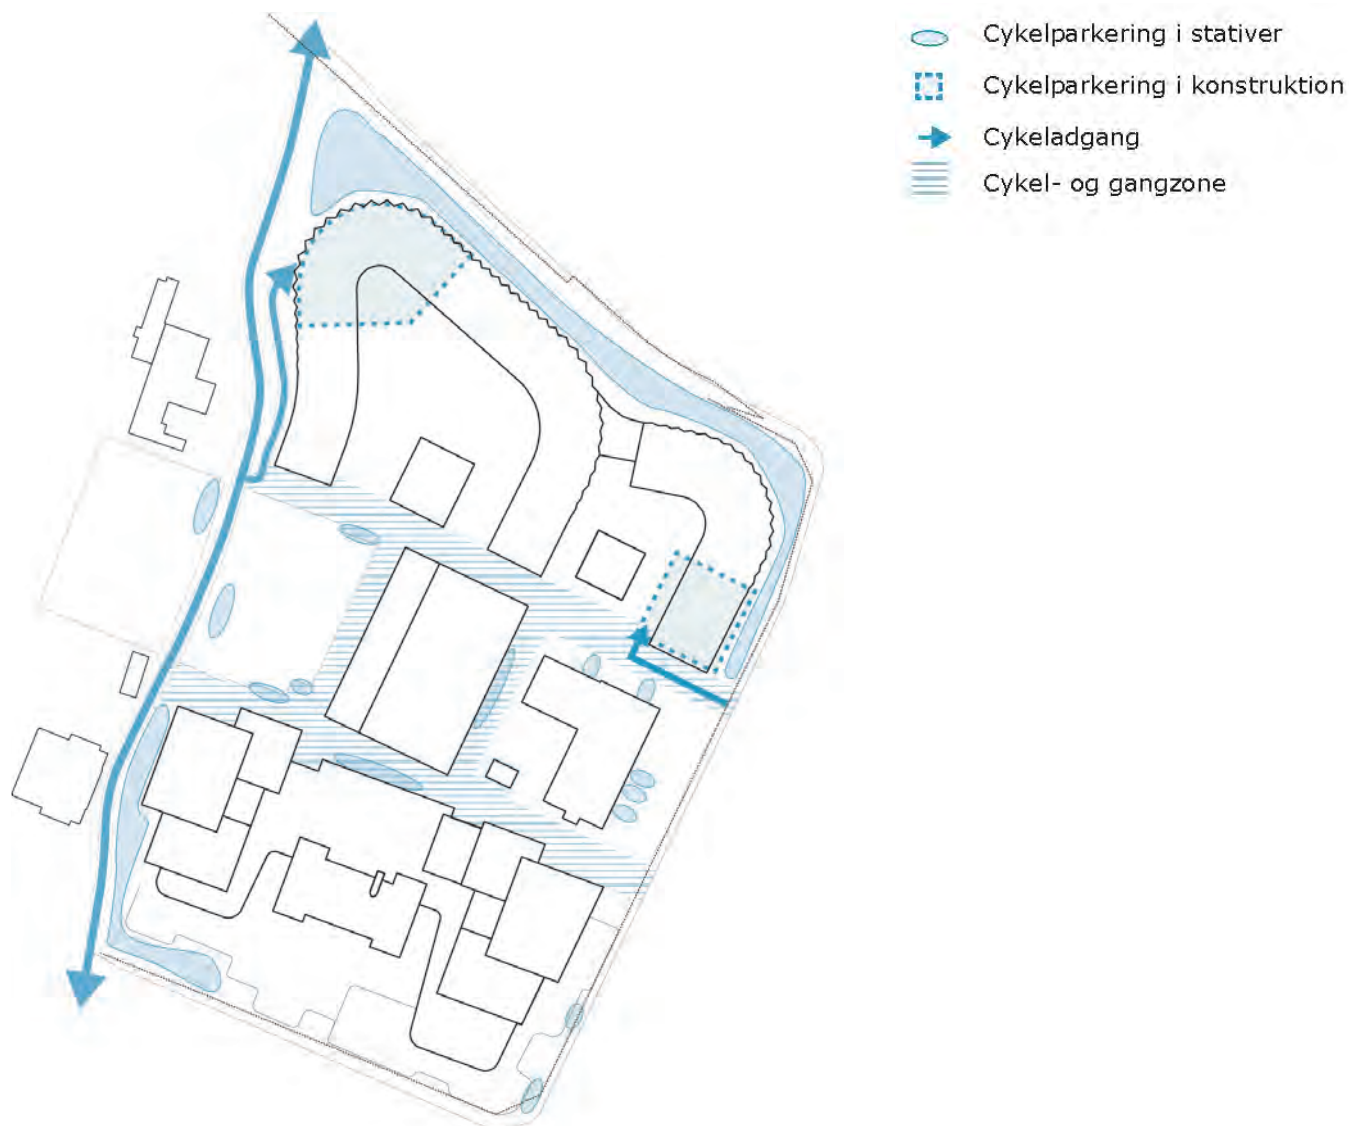 Cykelparkering i stativer
Cykelparkering i konstruktion
Cykeladgang
Cykel- og gangzone